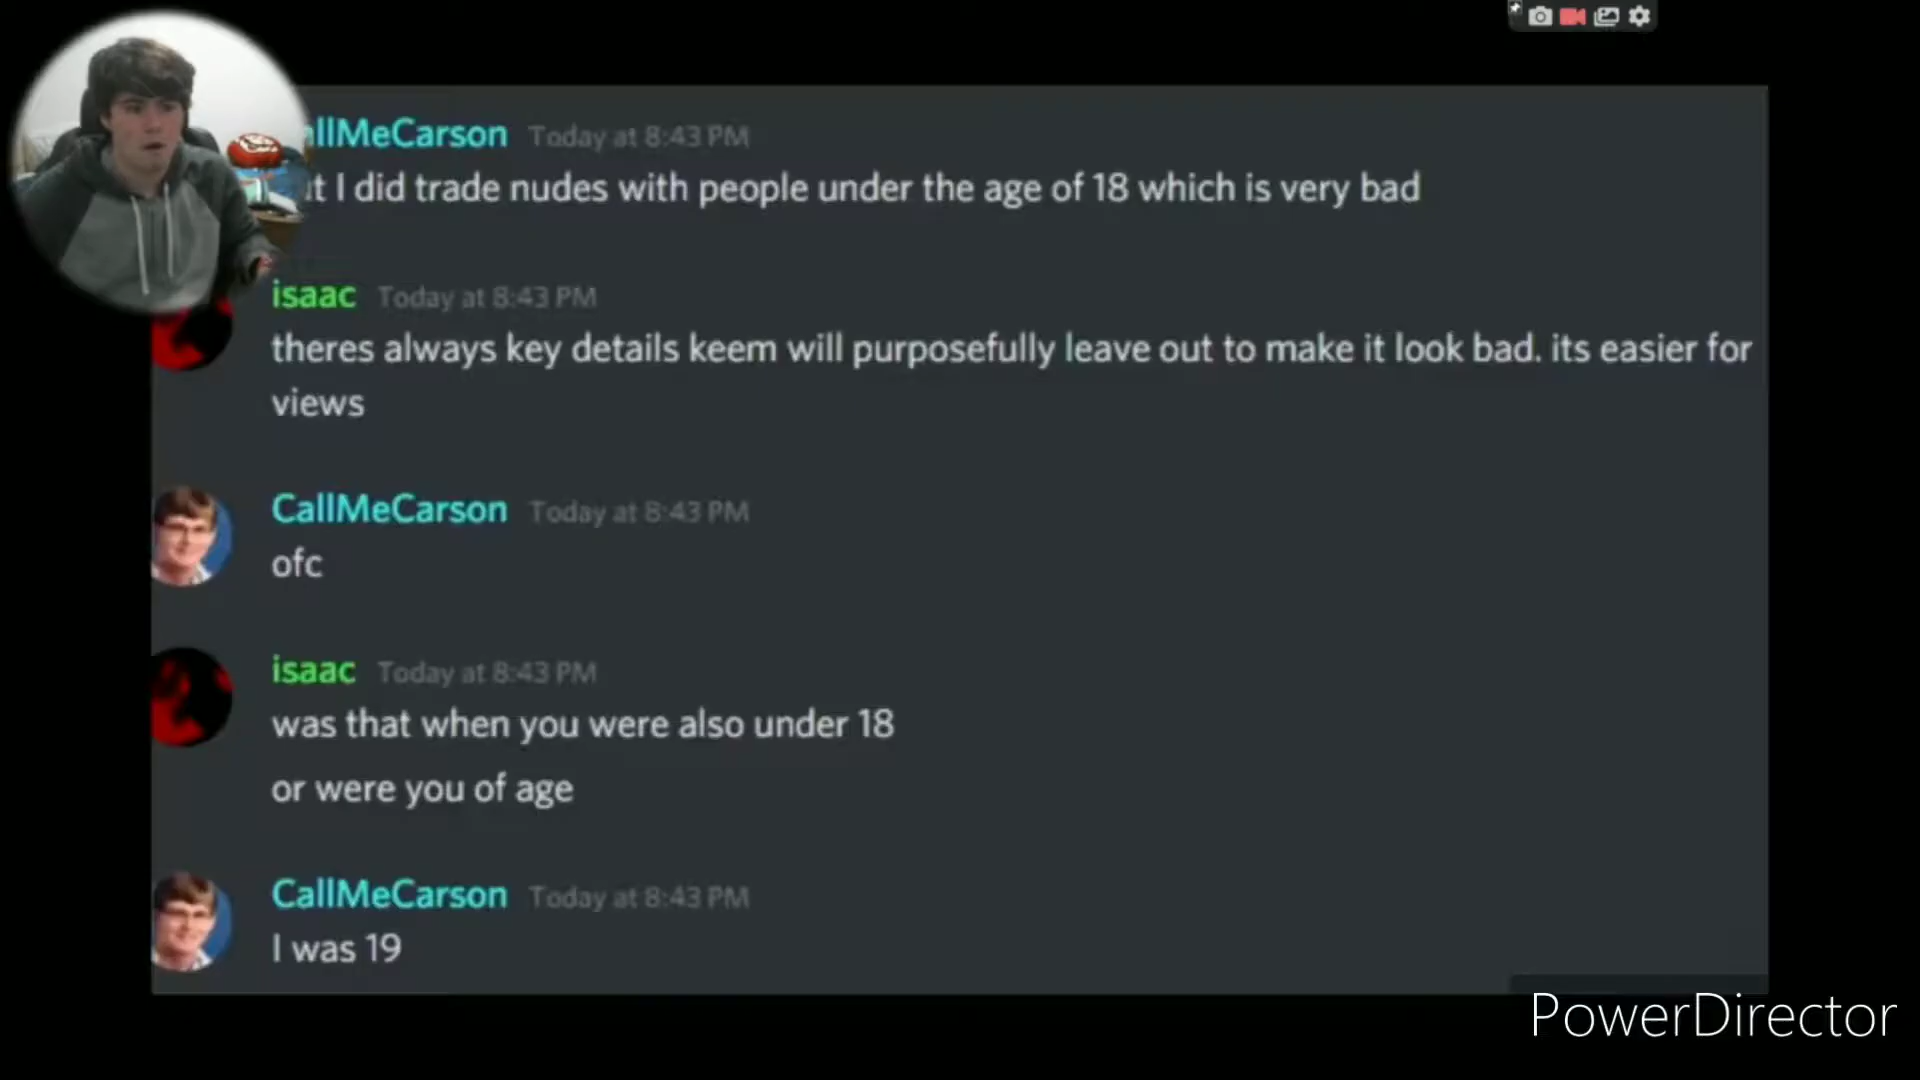 allMeCarson Today at 8:43 PM
t I did trade nudes with people under the age of 18 which is very bad
isaac Today at 8:43 PM
theres always key details keem will purposefully leave out to make it look bad. its easier for
views
CallMeCarson Today at 8:43 PM
ofc
isaac Today at 8:43 PM
was that when you were also under 18
or were you of age
CallMeCarson Today at 8:43 PM
I was 19
PowerDirector